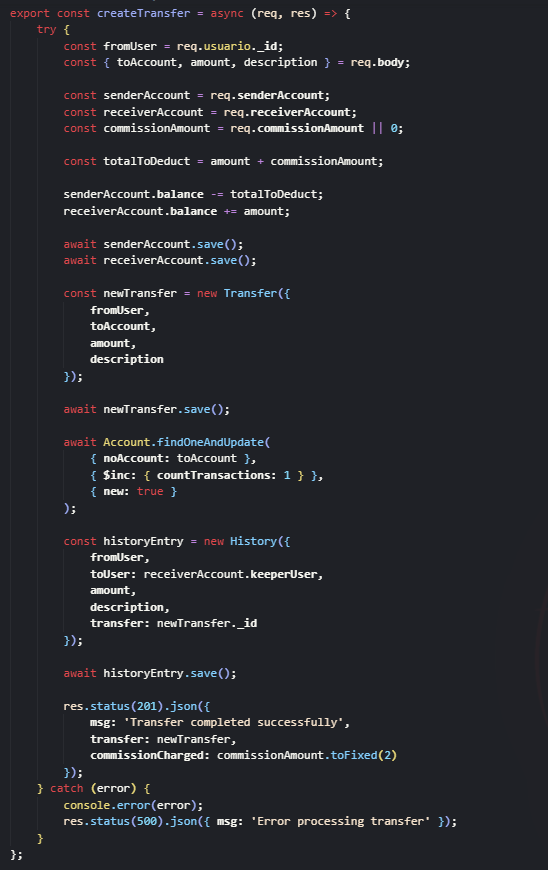 export const createTransfer = async (req, res) => {
    try {
        const fromUser = req.usuario._id;
        const { toAccount, amount, description } = req.body;

        const senderAccount = req.senderAccount;
        const receiverAccount = req.receiverAccount;
        const commissionAmount = req.commissionAmount || 0;

        const totalToDeduct = amount + commissionAmount;

        senderAccount.balance -= totalToDeduct;
        receiverAccount.balance += amount;

        await senderAccount.save();
        await receiverAccount.save();

        const newTransfer = new Transfer({
            fromUser,
            toAccount,
            amount,
            description
        });

        await newTransfer.save();

        await Account.findOneAndUpdate(
            { noAccount: toAccount },
            { $inc: { countTransactions: 1 } },
            { new: true }
        );

        const historyEntry = new History({
            fromUser,
            toUser: receiverAccount.keeperUser,
            amount,
            description,
            transfer: newTransfer._id
        });

        await historyEntry.save();

        res.status(201).json({
            msg: 'Transfer completed successfully',
            transfer: newTransfer,
            commissionCharged: commissionAmount.toFixed(2)
        });
    } catch (error) {
        console.error(error);
        res.status(500).json({ msg: 'Error processing transfer' });
    }
};